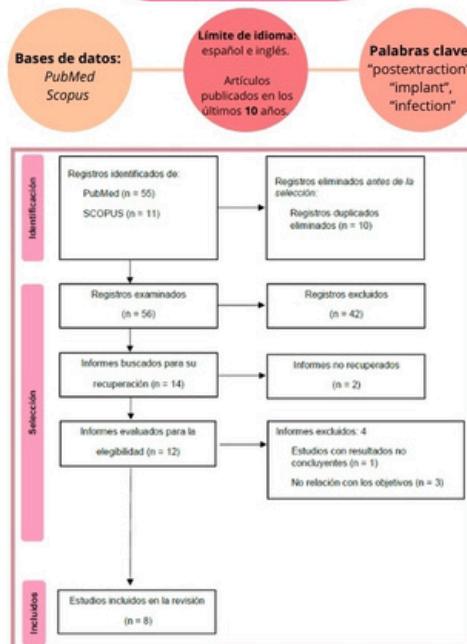 Bases de datos:
PubMed
Scopus
Límite de idioma:
español e inglés.
Artículos
publicados en los
últimos 10 años.
Palabras clave
“postextraction”
“implant”,
“infection”
Identificación
Registros identificados de:
PubMed (n = 55)
SCOPUS (n = 11)
Registros eliminados antes de la
selección:
Registros duplicados
eliminados (n = 10)
Selección
Registros examinados
(n = 56)
Registros excluidos
(n = 42)
Informes buscados para su
recuperación (n = 14)
Informes no recuperados
(n = 2)
Informes evaluados para la
elegibilidad (n = 12)
Informes excluidos: 4
Estudios con resultados no
concluyentes (n = 1)
No relación con los objetivos (n = 3)
Incluidos
Estudios incluidos en la revisión
(n = 8)